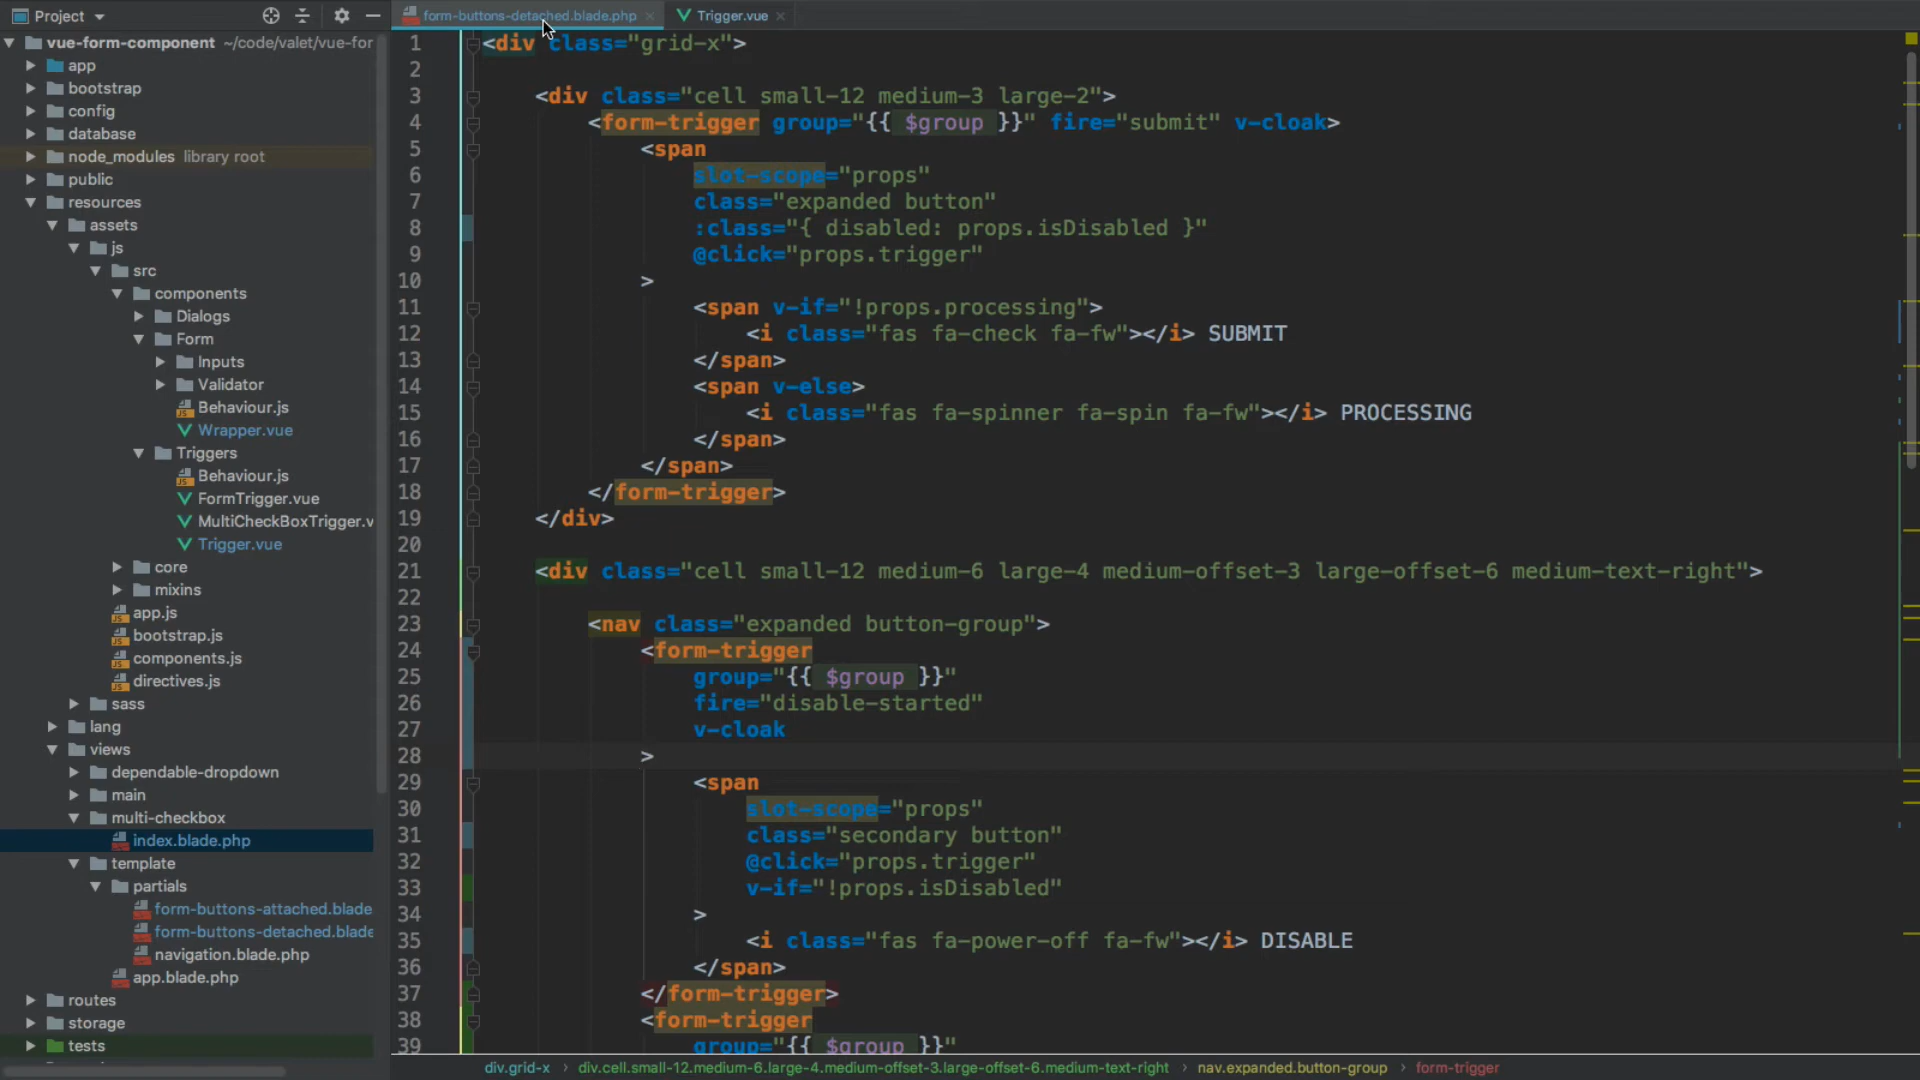 Project
form-buttons-detached.blade.php
Trigger.vue
vue-form-component ~/code/valet/vue-for
app
bootstrap
config
database
node_modules library root
public
resources
assets
js
src
components
Dialogs
Form
Inputs
Validator
Behaviour.js
Wrapper.vue
Triggers
Behaviour.js
FormTrigger.vue
MultiCheckBoxTrigger.v
Trigger.vue
core
mixins
app.js
bootstrap.js
components.js
directives.js
sass
lang
views
dependable-dropdown
main
multi-checkbox
index.blade.php
template
partials
form-buttons-attached.blade
form-buttons-detached.blade
navigation.blade.php
app.blade.php
routes
storage
tests
1 <div class="grid-x">
2
3 <div class="cell small-12 medium-3 large-2">
4 <form-trigger group="{{ $group }}" fire="submit" v-cloak>
5 <span
6 slot-scope="props"
7 class="expanded button"
8 :class="{ disabled: props.isDisabled }"
9 @click="props.trigger"
10 >
11 <span v-if="!props.processing">
12 <i class="fas fa-check fa-fw"></i> SUBMIT
13 </span>
14 <span v-else>
15 <i class="fas fa-spinner fa-spin fa-fw"></i> PROCESSING
16 </span>
17 </span>
18 </form-trigger>
19 </div>
20
21 <div class="cell small-12 medium-6 large-4 medium-offset-3 large-offset-6 medium-text-right">
22
23 <nav class="expanded button-group">
24 <form-trigger
25 group="{{ $group }}"
26 fire="disable-started"
27 v-cloak
28 >
29 <span
30 slot-scope="props"
31 class="secondary button"
32 @click="props.trigger"
33 v-if="!props.isDisabled"
34 >
35 <i class="fas fa-power-off fa-fw"></i> DISABLE
36 </span>
37 </form-trigger>
38 <form-trigger
39 group="{{ $group }}"
div.grid-x › div.cell.small-12.medium-6.large-4.medium-offset-3.large-offset-6.medium-text-right › nav.expanded.button-group › form-trigger